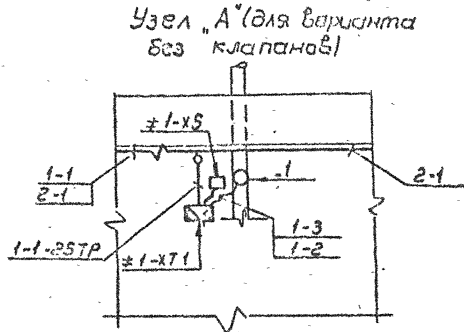 Узел „А" (для варианта
без клапанов)
±1-XS
1-1
2-1
1
2-1
1-1-25ТР
±1-XT1
1-3
1-2